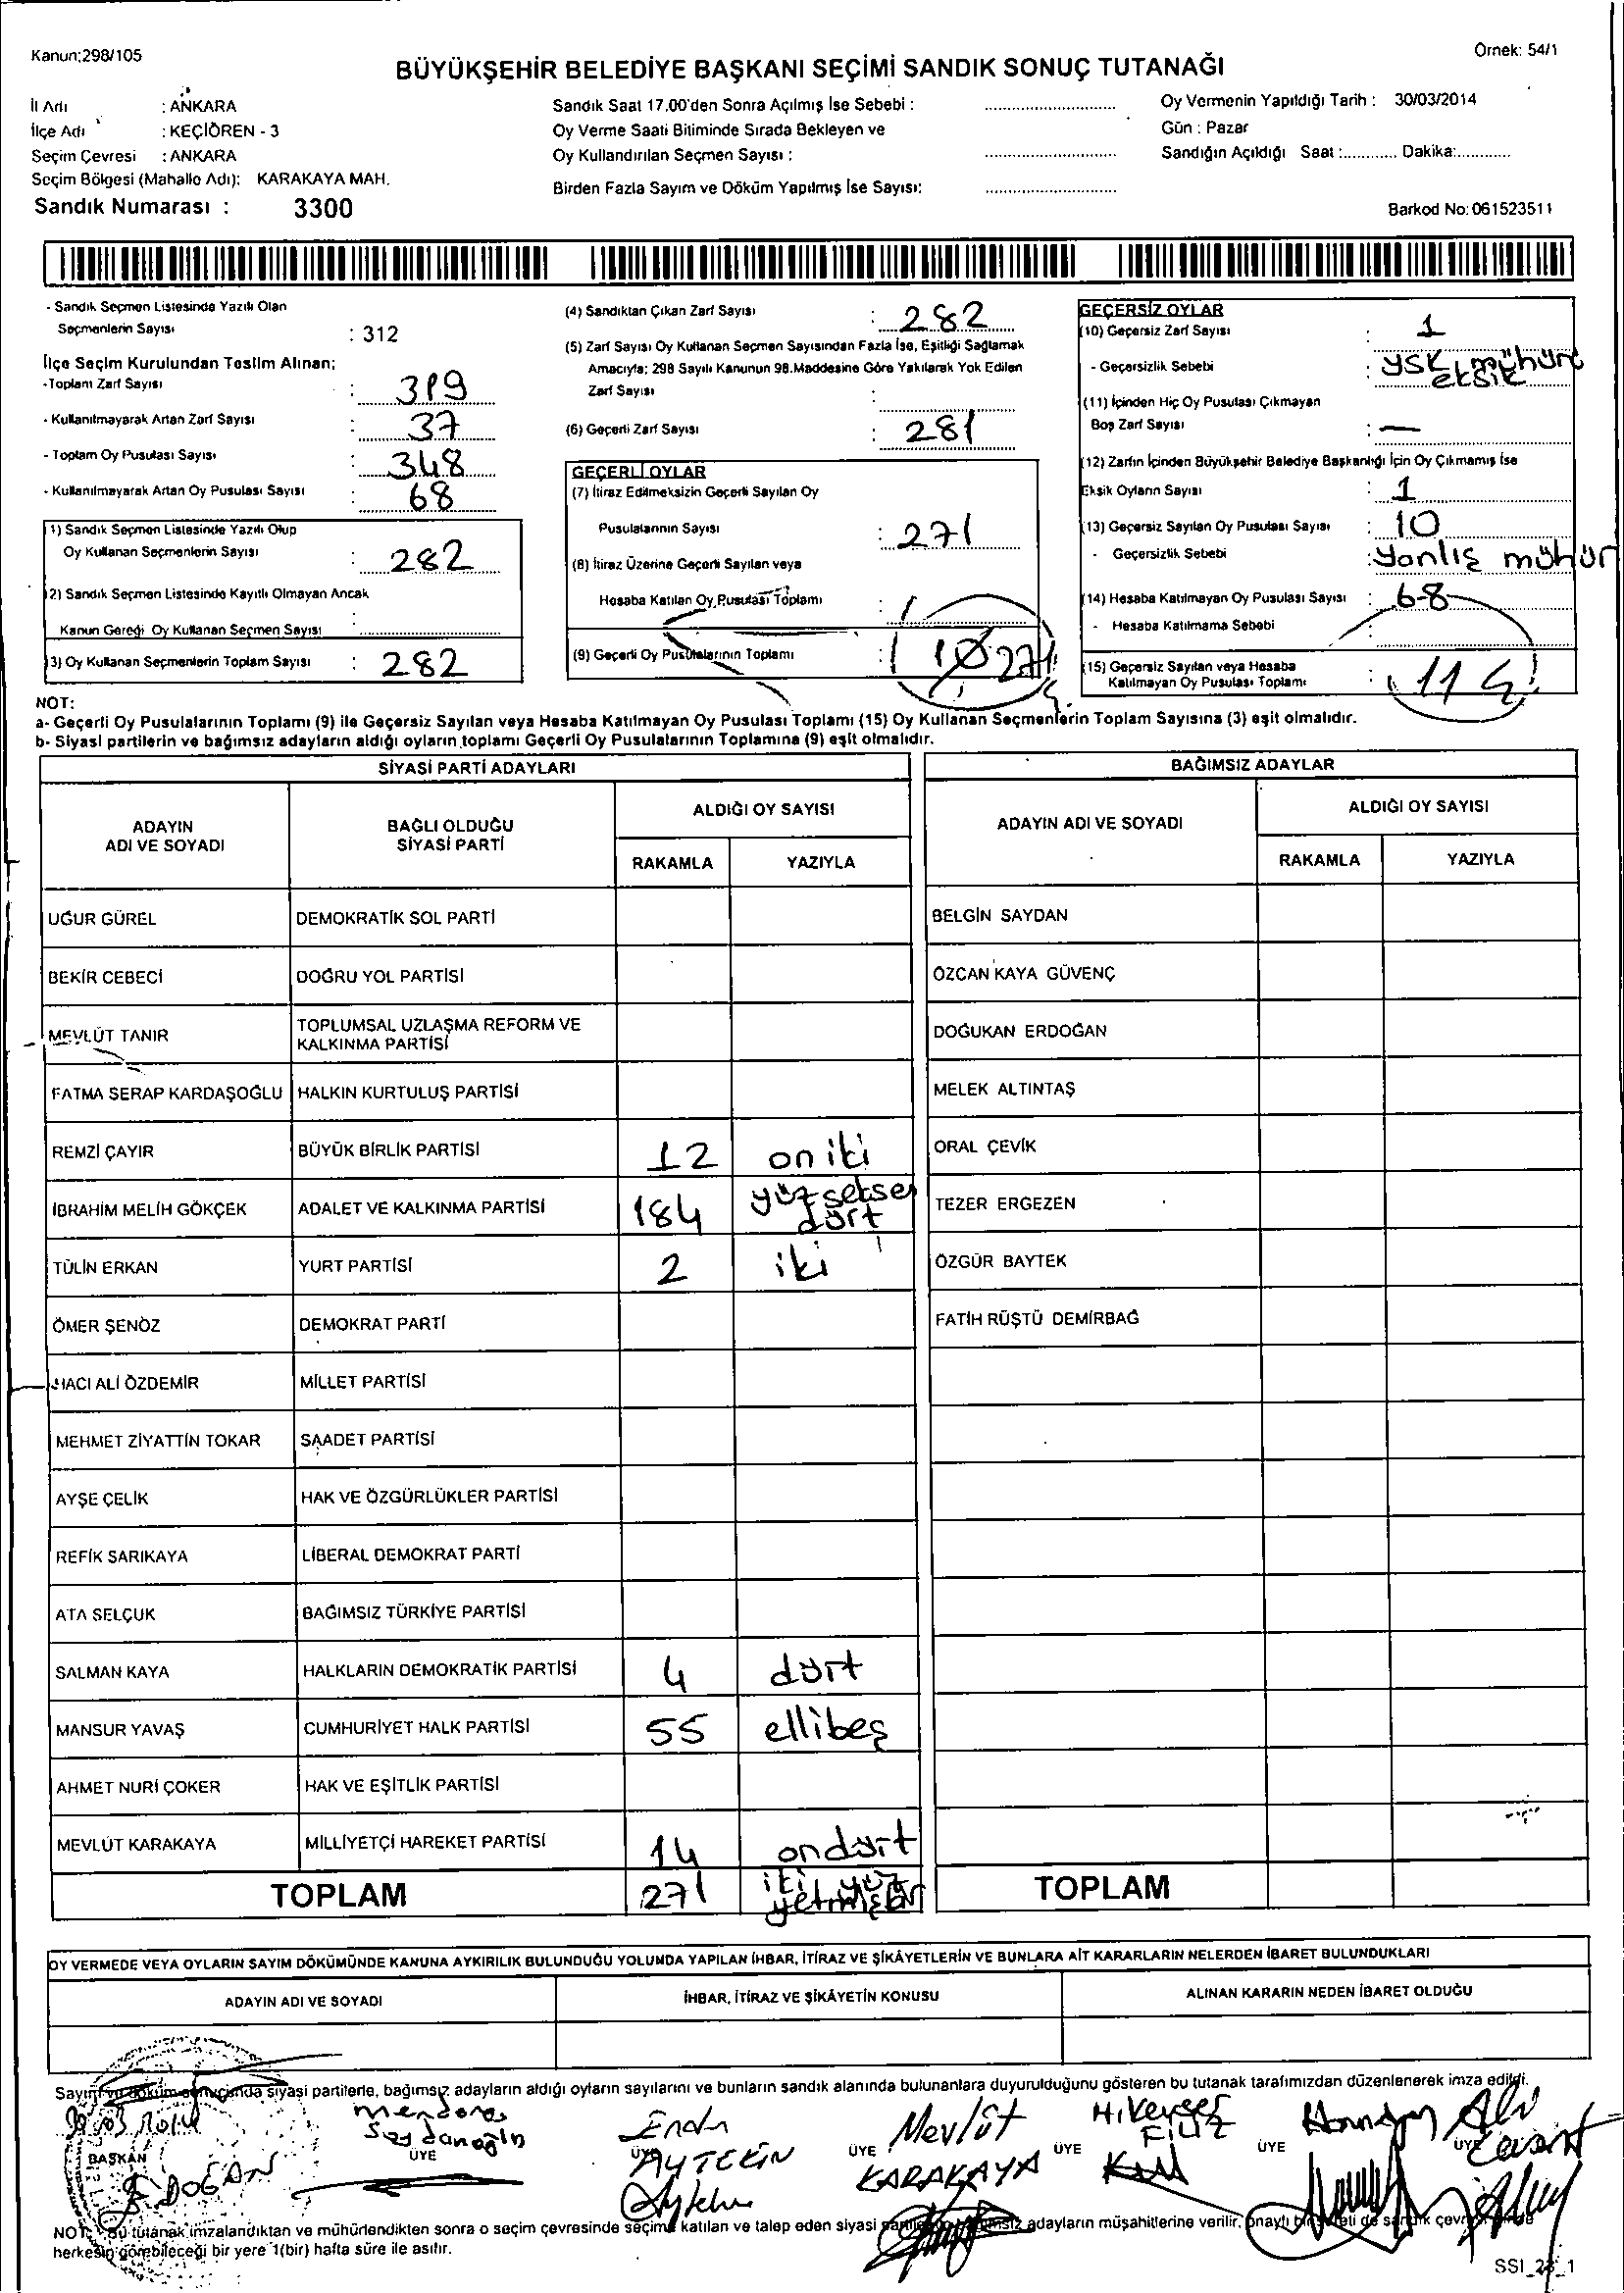 Kanun;298/105
Örnek: 54/1
BÜYÜKŞEHİR BELEDİYE BAŞKANI SEÇİMİ SANDIK SONUÇ TUTANAĞI
İl Adı : ANKARA
İlçe Adı : KEÇİÖREN - 3
Seçim Çevresi : ANKARA
Seçim Bölgesi (Mahalle Adı): KARAKAYA MAH.
Sandık Numarası : 3300
Sandık Saat 17.00'den Sonra Açılmış İse Sebebi :
Oy Verme Saati Bitiminde Sırada Bekleyen ve
Oy Kullandırılan Seçmen Sayısı :
Birden Fazla Sayım ve Döküm Yapılmış İse Sayısı:
Oy Vermenin Yapıldığı Tarih : 30/03/2014
Gün : Pazar
Sandığın Açıldığı Saat :............ Dakika:............
Barkod No: 061523511
- Sandık Seçmen Listesinde Yazılı Olan
Seçmenlerin Sayısı : 312
İlçe Seçim Kurulundan Teslim Alınan;
-Toplam Zarf Sayısı : 319
- Kullanılmayarak Artan Zarf Sayısı : 37
- Toplam Oy Pusulası Sayısı : 348
- Kullanılmayarak Artan Oy Pusulası Sayısı : 68
1) Sandık Seçmen Listesinde Yazılı Olup
Oy Kullanan Seçmenlerin Sayısı : 282
2) Sandık Seçmen Listesinde Kayıtlı Olmayan Ancak
Kanun Gereği Oy Kullanan Seçmen Sayısı :
3) Oy Kullanan Seçmenlerin Toplam Sayısı : 282
(4) Sandıktan Çıkan Zarf Sayısı : 282
(5) Zarf Sayısı Oy Kullanan Seçmen Sayısından Fazla İse, Eşitliği Sağlamak
Amacıyla; 298 Sayılı Kanunun 98.Maddesine Göre Yakılarak Yok Edilen
Zarf Sayısı :
(6) Geçerli Zarf Sayısı : 281
GEÇERLİ OYLAR
(7) İtiraz Edilmeksizin Geçerli Sayılan Oy
Pusulalarının Sayısı : 271
(8) İtiraz Üzerine Geçerli Sayılan veya
Hesaba Katılan Oy Pusulası Toplamı :
(9) Geçerli Oy Pusulalarının Toplamı : 271
GEÇERSİZ OYLAR
(10) Geçersiz Zarf Sayısı : 1
- Geçersizlik Sebebi : YSK mühürü
eksik
(11) İçinden Hiç Oy Pusulası Çıkmayan
Boş Zarf Sayısı : —
(12) Zarfın İçinden Büyükşehir Belediye Başkanlığı İçin Oy Çıkmamış İse
Eksik Oyların Sayısı : 1
(13) Geçersiz Sayılan Oy Pusulası Sayısı : 10
- Geçersizlik Sebebi : yanlış mühür
(14) Hesaba Katılmayan Oy Pusulası Sayısı : 68
- Hesaba Katılmama Sebebi :
(15) Geçersiz Sayılan veya Hesaba
Katılmayan Oy Pusulası Toplamı : 11
NOT:
a- Geçerli Oy Pusulalarının Toplamı (9) ile Geçersiz Sayılan veya Hesaba Katılmayan Oy Pusulası Toplamı (15) Oy Kullanan Seçmenlerin Toplam Sayısına (3) eşit olmalıdır.
b- Siyasi partilerin ve bağımsız adayların aldığı oyların toplamı Geçerli Oy Pusulalarının Toplamına (9) eşit olmalıdır.
SİYASİ PARTİ ADAYLARI
ADAYIN ADI VE SOYADI BAĞLI OLDUĞU SİYASİ PARTİ ALDIĞI OY SAYISI
RAKAMLA YAZIYLA
UĞUR GÜREL DEMOKRATİK SOL PARTİ
BEKİR CEBECİ DOĞRU YOL PARTİSİ
MEVLÜT TANIR TOPLUMSAL UZLAŞMA REFORM VE KALKINMA PARTİSİ
FATMA SERAP KARDAŞOĞLU HALKIN KURTULUŞ PARTİSİ
REMZİ ÇAYIR BÜYÜK BİRLİK PARTİSİ 12 on iki
İBRAHİM MELİH GÖKÇEK ADALET VE KALKINMA PARTİSİ 184 yüz seksen dört
TÜLİN ERKAN YURT PARTİSİ 2 iki
ÖMER ŞENÖZ DEMOKRAT PARTİ
HACI ALİ ÖZDEMİR MİLLET PARTİSİ
MEHMET ZİYATTİN TOKAR SAADET PARTİSİ
AYŞE ÇELİK HAK VE ÖZGÜRLÜKLER PARTİSİ
REFİK SARIKAYA LİBERAL DEMOKRAT PARTİ
ATA SELÇUK BAĞIMSIZ TÜRKİYE PARTİSİ
SALMAN KAYA HALKLARIN DEMOKRATİK PARTİSİ 4 dört
MANSUR YAVAŞ CUMHURİYET HALK PARTİSİ 55 ellibeş
AHMET NURİ ÇOKER HAK VE EŞİTLİK PARTİSİ
MEVLÜT KARAKAYA MİLLİYETÇİ HAREKET PARTİSİ 14 ondört
TOPLAM 271 iki yüz yetmişbir
BAĞIMSIZ ADAYLAR
ADAYIN ADI VE SOYADI ALDIĞI OY SAYISI
RAKAMLA YAZIYLA
BELGİN SAYDAN
ÖZCAN KAYA GÜVENÇ
DOĞUKAN ERDOĞAN
MELEK ALTINTAŞ
ORAL ÇEVİK
TEZER ERGEZEN
ÖZGÜR BAYTEK
FATİH RÜŞTÜ DEMİRBAĞ
TOPLAM
OY VERMEDE VEYA OYLARIN SAYIM DÖKÜMÜNDE KANUNA AYKIRILIK BULUNDUĞU YOLUNDA YAPILAN İHBAR, İTİRAZ VE ŞİKÂYETLERİN VE BUNLARA AİT KARARLARIN NELERDEN İBARET BULUNDUKLARI
ADAYIN ADI VE SOYADI İHBAR, İTİRAZ VE ŞİKÂYETİN KONUSU ALINAN KARARIN NEDEN İBARET OLDUĞU
Sayım ve döküm sonucunda siyasi partilerle, bağımsız adayların aldığı oyların sayılarını ve bunların sandık alanında bulunanlara duyurulduğunu gösteren bu tutanak tarafımızdan düzenlenerek imza edildi.
BAŞKAN ÜYE ÜYE ÜYE ÜYE ÜYE ÜYE
DOĞAN
AYTEKİN
Mevlüt
KARAKAYA
FİLİZ
NOT: Bu tutanak imzalandıktan ve mühürlendikten sonra o seçim çevresinde seçime katılan ve talep eden siyasi adayların müşahitlerine verilir,
herkesin görebileceği bir yere 1(bir) hafta süre ile asılır.